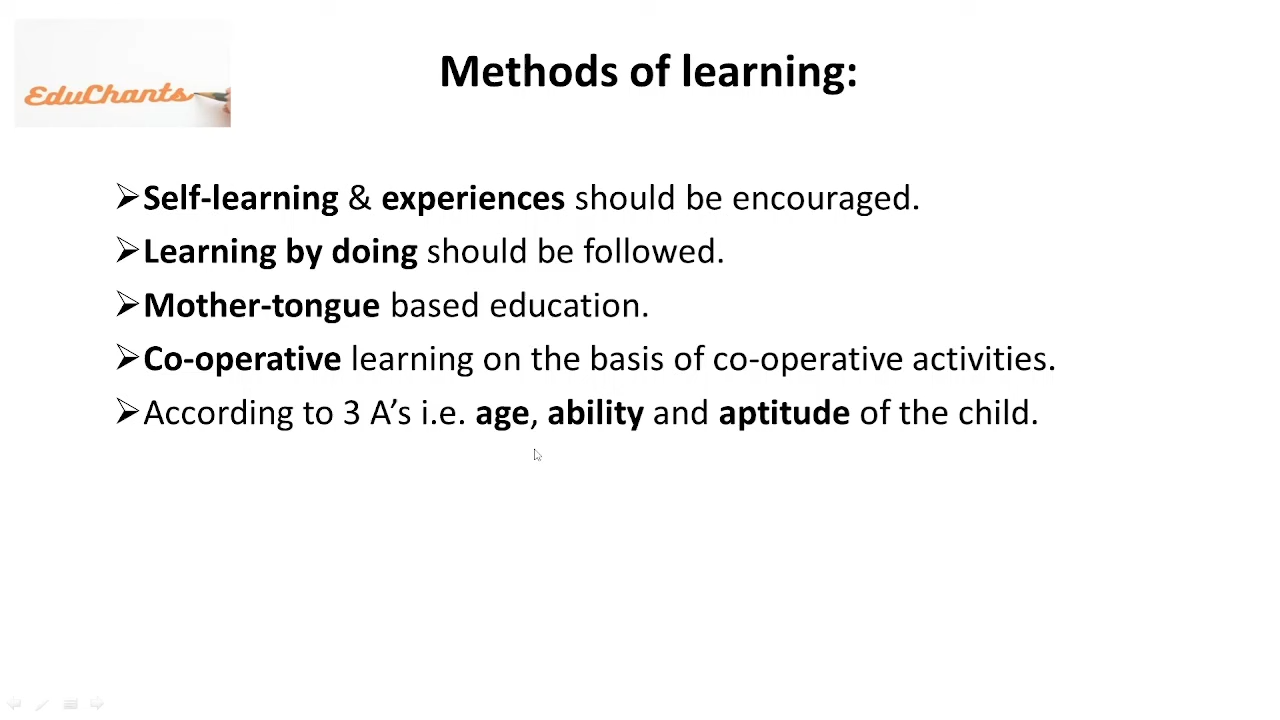 EduChants
Methods of learning:
➢Self-learning & experiences should be encouraged.
➢Learning by doing should be followed.
➢Mother-tongue based education.
➢Co-operative learning on the basis of co-operative activities.
➢According to 3 A’s i.e. age, ability and aptitude of the child.